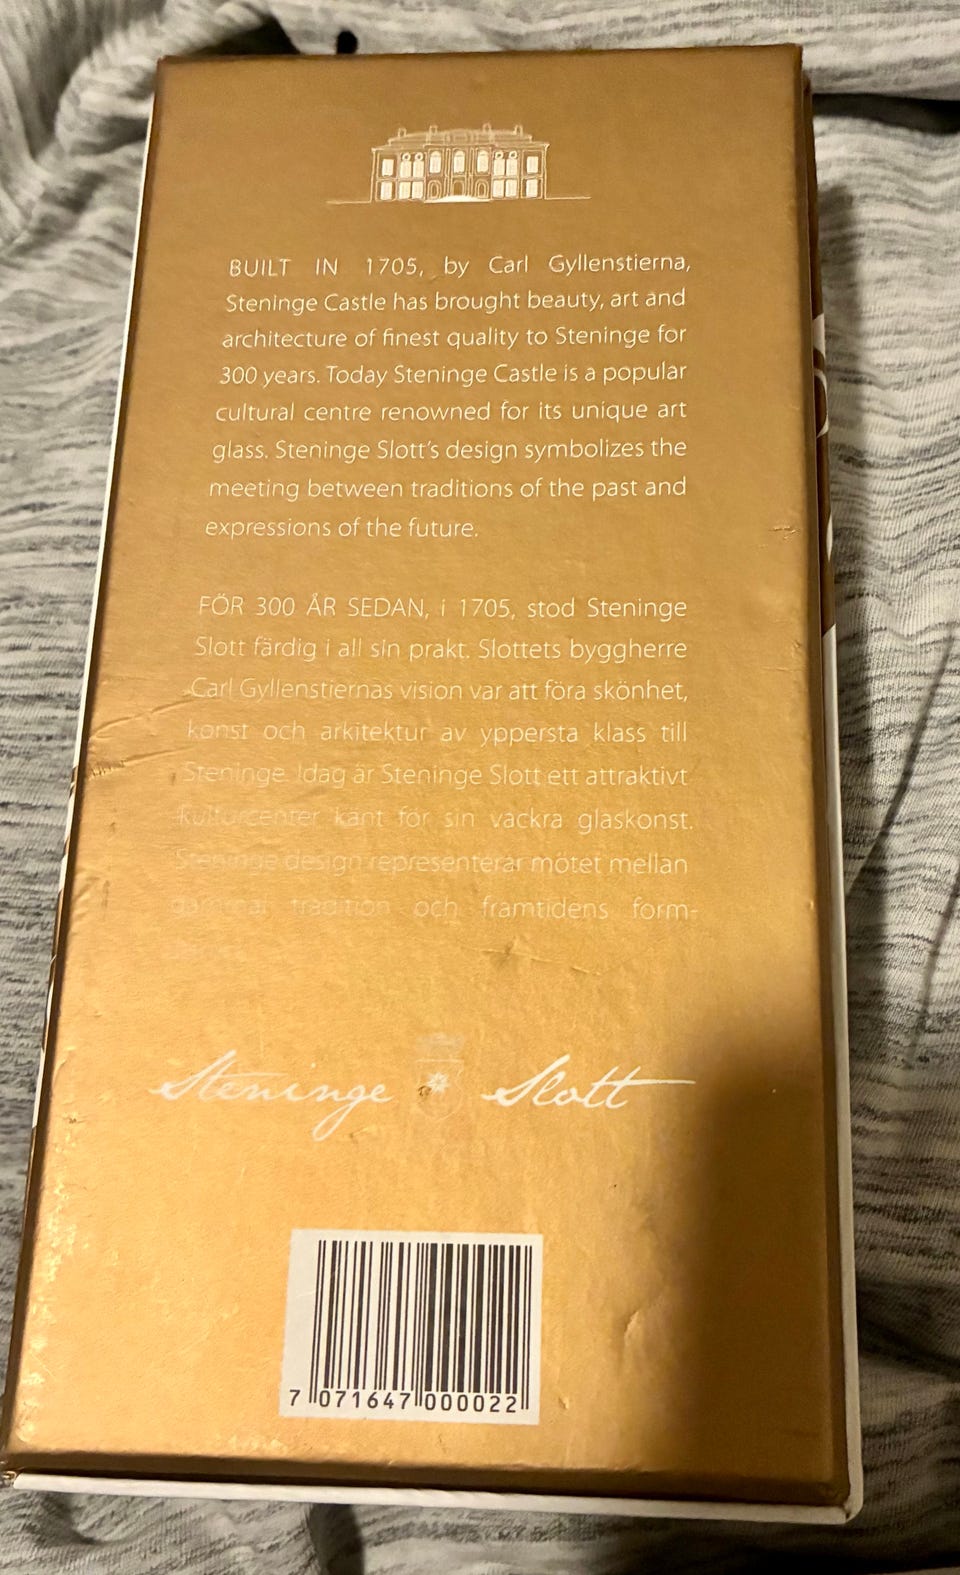 BUILT IN 1705, by Carl Gyllenstierna,
Steninge Castle has brought beauty, art and
architecture of finest quality to Steninge for
300 years. Today Steninge Castle is a popular
cultural centre renowned for its unique art
glass. Steninge Slott's design symbolizes the
meeting between traditions of the past and
expressions of the future.
FÖR 300 ÅR SEDAN, i 1705, stod Steninge
Slott färdig i all sin prakt. Slottets byggherre
Carl Gyllenstiernas vision var att föra skönhet,
konst och arkitektur av yppersta klass till
Steninge. Idag är Steninge Slott ett attraktivt
kulturcenter känt för sin vackra glaskonst.
Steninge design representerar mötet mellan
gammal tradition och framtidens form-
Steninge Slott
7 071647 000022